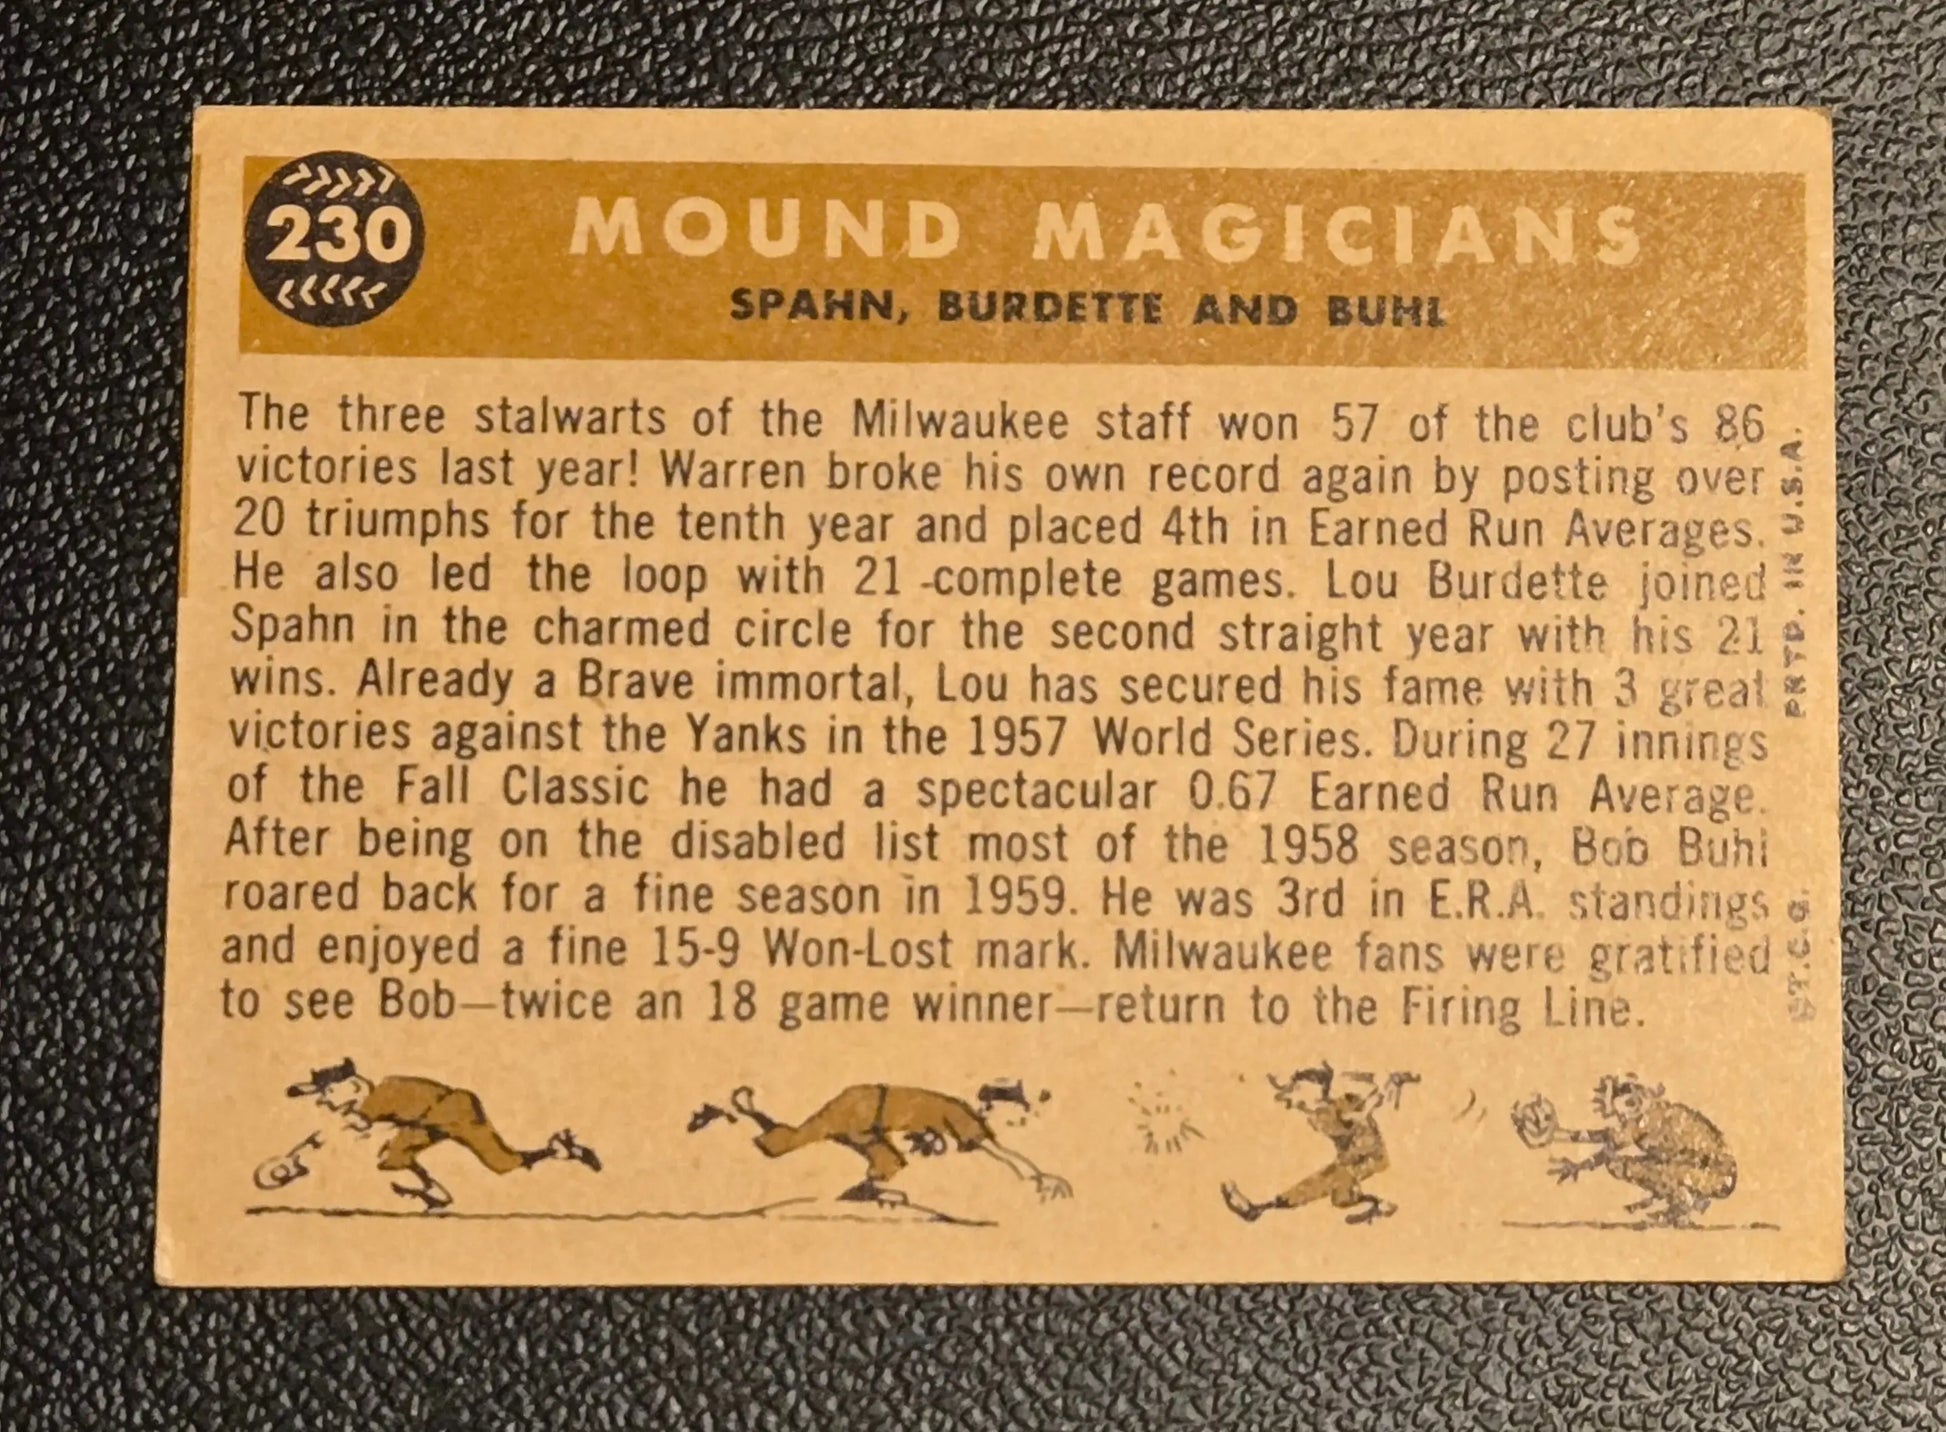 230
MOUND MAGICIANS
SPAHN, BURDETTE AND BUHL
The three stalwarts of the Milwaukee staff won 57 of the club's 86
victories last year! Warren broke his own record again by posting over
20 triumphs for the tenth year and placed 4th in Earned Run Averages.
He also led the loop with 21 -complete games. Lou Burdette joined
Spahn in the charmed circle for the second straight year with his 21
wins. Already a Brave immortal, Lou has secured his fame with 3 great
victories against the Yanks in the 1957 World Series. During 27 innings
of the Fall Classic he had a spectacular 0.67 Earned Run Average.
After being on the disabled list most of the 1958 season, Bob Buhl
roared back for a fine season in 1959. He was 3rd in E.R.A. standings
and enjoyed a fine 15-9 Won-Lost mark. Milwaukee fans were gratified
to see Bob—twice an 18 game winner—return to the Firing Line.
©T.C.G. PRTD. IN U.S.A.